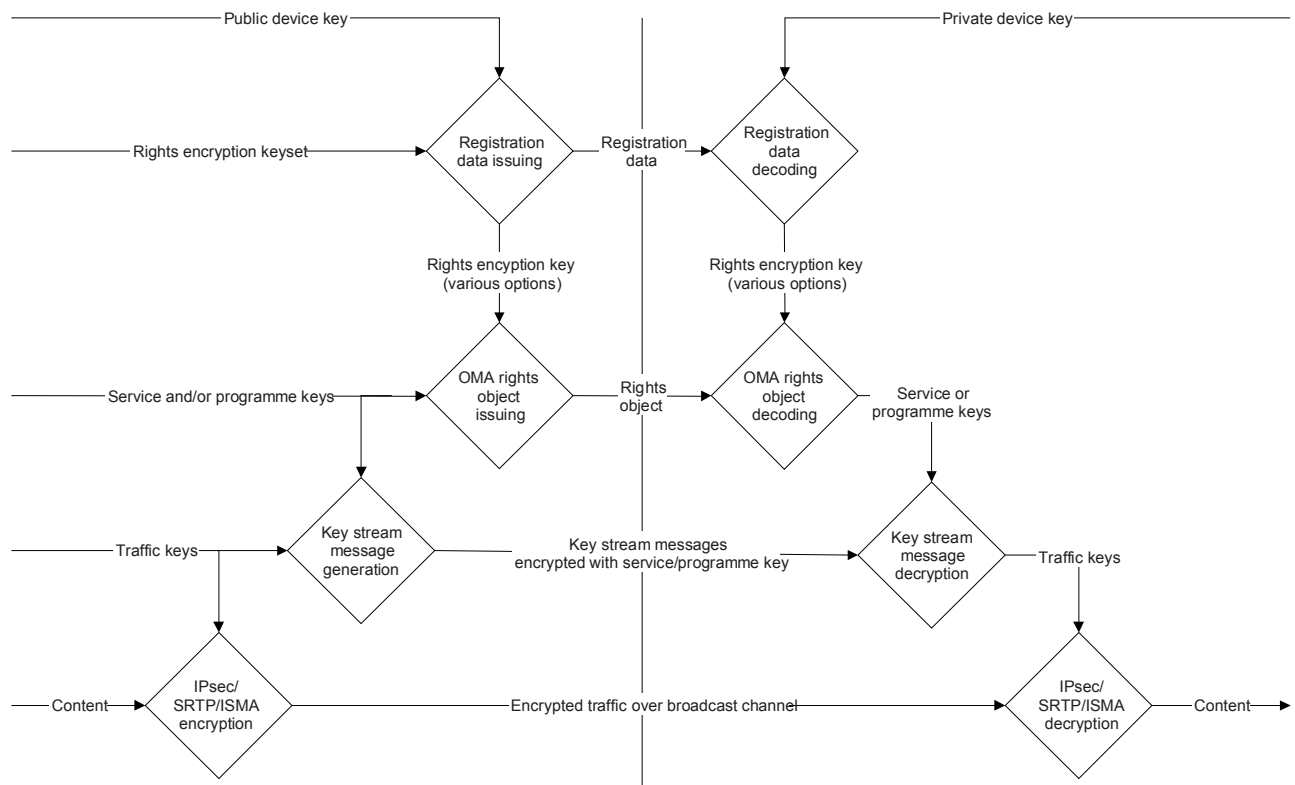 Public device key
Private device key
Registration
data issuing
Registration
data
Registration
data
decoding
Rights encryption keyset
Rights encyption key
(various options)
Rights encyption key
(various options)
OMA rights
object
issuing
Rights
object
OMA rights
object
decoding
Service and/or programme keys
Service or
programme keys
Key stream
message
generation
Traffic keys
Key stream messages
encrypted with service/programme key
Key stream
message
decryption
Traffic keys
Content
IPsec/
SRTP/ISMA
encryption
Encrypted traffic over broadcast channel
IPsec/
SRTP/ISMA
decryption
Content